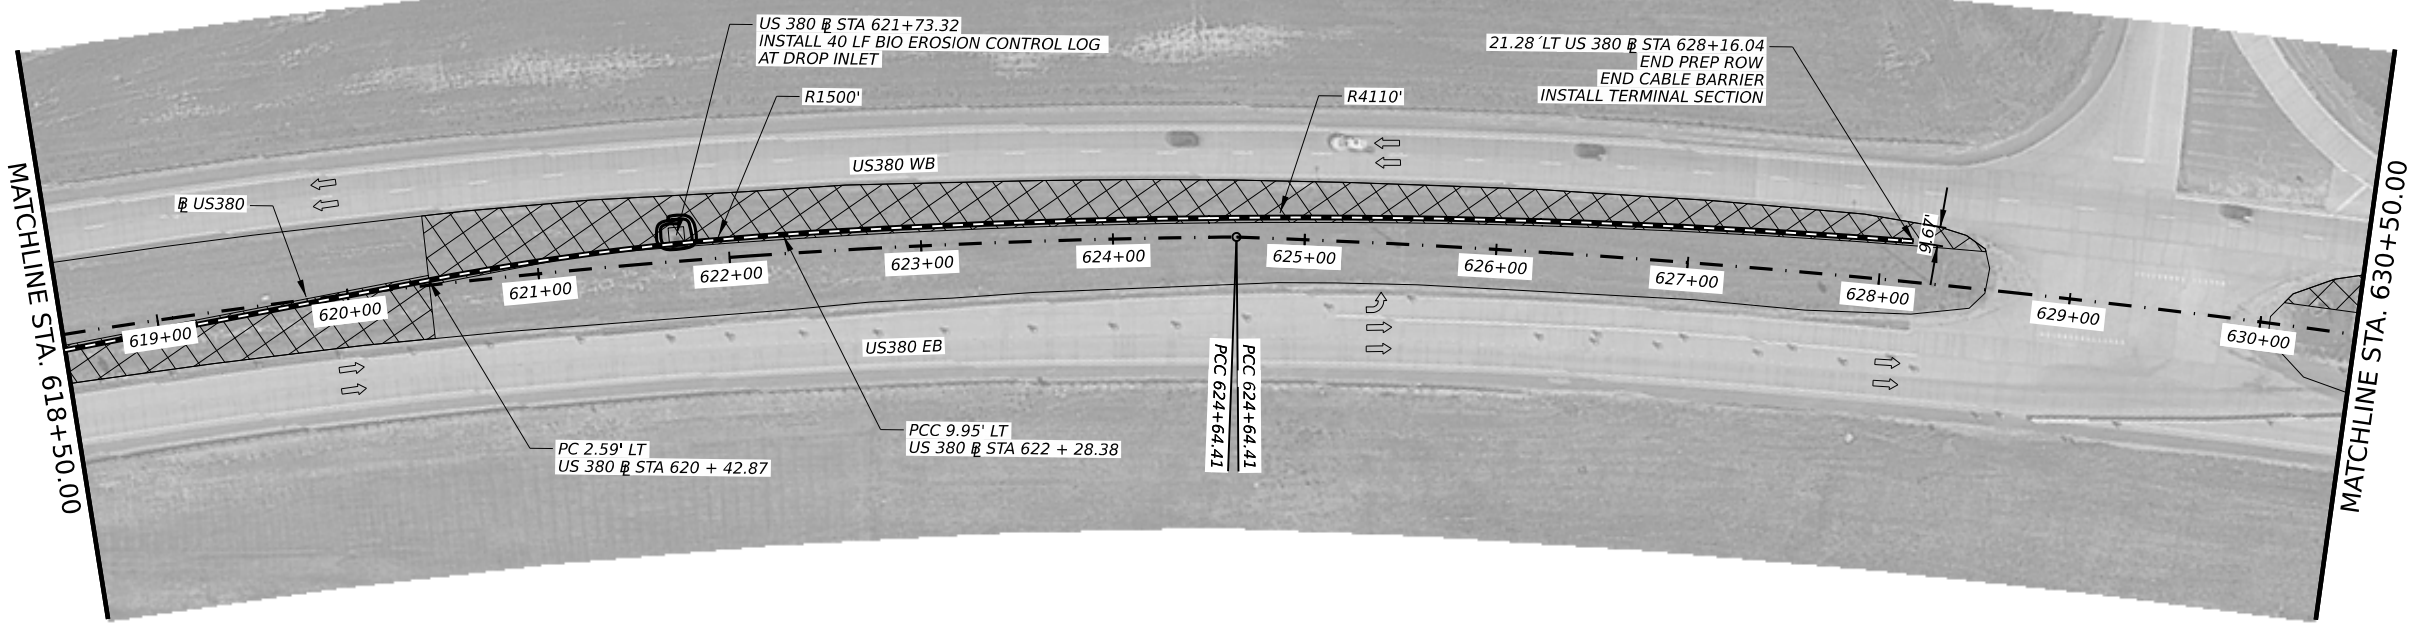 US 380 ⅊ STA 621+73.32
INSTALL 40 LF BIO EROSION CONTROL LOG
AT DROP INLET
21.28´LT US 380 ⅊ STA 628+16.04
END PREP ROW
END CABLE BARRIER
INSTALL TERMINAL SECTION
R1500'
R4110'
US380 WB
⅊ US380
MATCHLINE STA. 618+50.00
MATCHLINE STA. 630+50.00
9.67'
619+00
620+00
621+00
622+00
623+00
624+00
625+00
626+00
627+00
628+00
629+00
630+00
US380 EB
PCC 624+64.41
PCC 624+64.41
PCC 9.95' LT
US 380 ⅊ STA 622 + 28.38
PC 2.59' LT
US 380 ⅊ STA 620 + 42.87